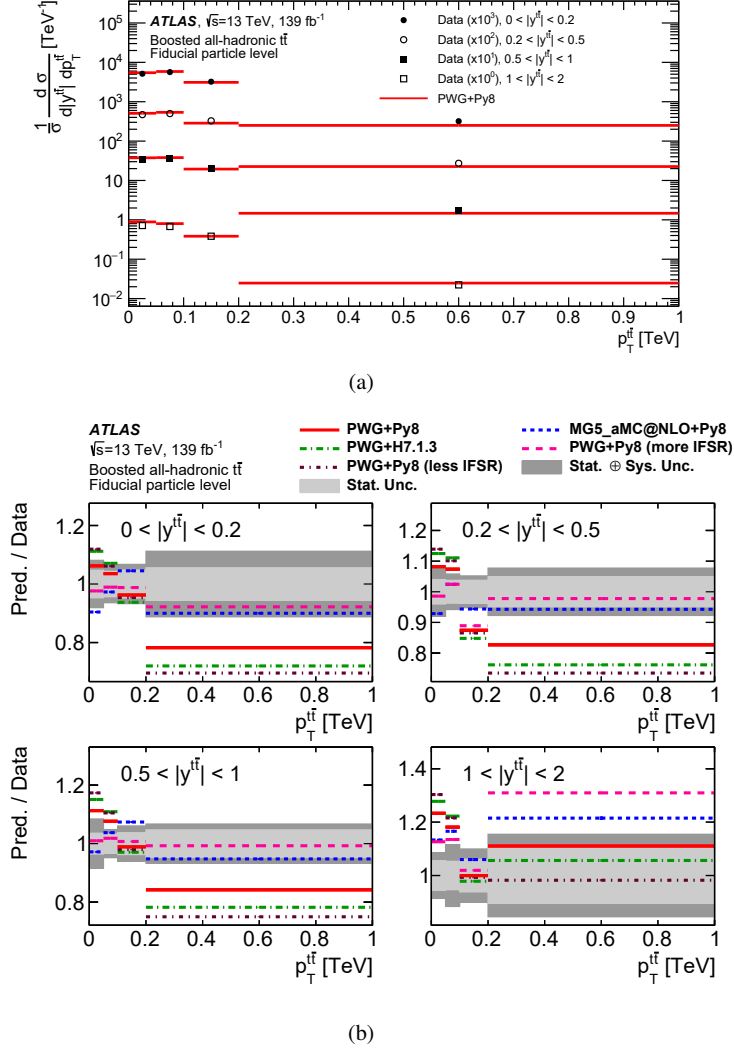 ATLAS, √s=13 TeV, 139 fb⁻¹
Boosted all-hadronic tt̄
Fiducial particle level
Data (x10³), 0 < |y^tt̄| < 0.2
Data (x10²), 0.2 < |y^tt̄| < 0.5
Data (x10¹), 0.5 < |y^tt̄| < 1
Data (x10⁰), 1 < |y^tt̄| < 2
PWG+Py8
1/σ d σ / d|y^tt̄| dp_T^tt̄ [TeV⁻¹]
10⁵
10⁴
10³
10²
10
1
10⁻¹
10⁻²
0 0.1 0.2 0.3 0.4 0.5 0.6 0.7 0.8 0.9 1
p_T^tt̄ [TeV]
(a)
ATLAS
√s=13 TeV, 139 fb⁻¹
Boosted all-hadronic tt̄
Fiducial particle level
PWG+Py8
PWG+H7.1.3
PWG+Py8 (less IFSR)
Stat. Unc.
MG5_aMC@NLO+Py8
PWG+Py8 (more IFSR)
Stat. ⊕ Sys. Unc.
Pred. / Data
0 < |y^tt̄| < 0.2
1.2
1
0.8
0 0.2 0.4 0.6 0.8 1
p_T^tt̄ [TeV]
0.2 < |y^tt̄| < 0.5
1.2
1.1
1
0.9
0.8
0 0.2 0.4 0.6 0.8 1
p_T^tt̄ [TeV]
Pred. / Data
0.5 < |y^tt̄| < 1
1.2
1
0.8
0 0.2 0.4 0.6 0.8 1
p_T^tt̄ [TeV]
1 < |y^tt̄| < 2
1.4
1.2
1
0 0.2 0.4 0.6 0.8 1
p_T^tt̄ [TeV]
(b)